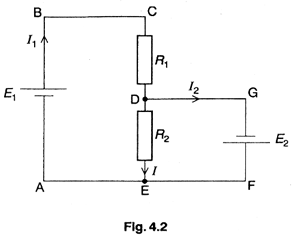 B C
I₁
R₁
E₁
D I₂ G
R₂
E₂
I
A E F
Fig. 4.2